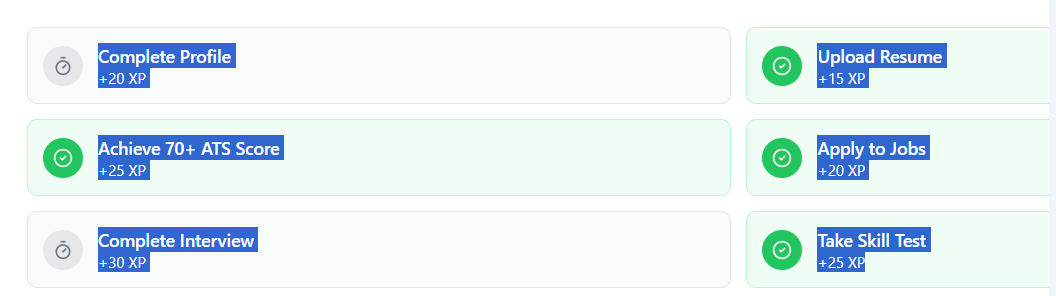 Complete Profile
+20 XP
Upload Resume
+15 XP
Achieve 70+ ATS Score
+25 XP
Apply to Jobs
+20 XP
Complete Interview
+30 XP
Take Skill Test
+25 XP